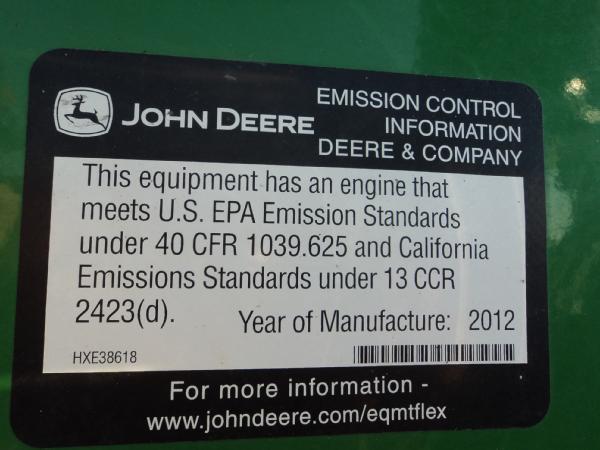 JOHN DEERE
EMISSION CONTROL
INFORMATION
DEERE & COMPANY
This equipment has an engine that
meets U.S. EPA Emission Standards
under 40 CFR 1039.625 and California
Emissions Standards under 13 CCR
2423(d).
Year of Manufacture: 2012
HXE38618
For more information -
www.johndeere.com/eqmtflex